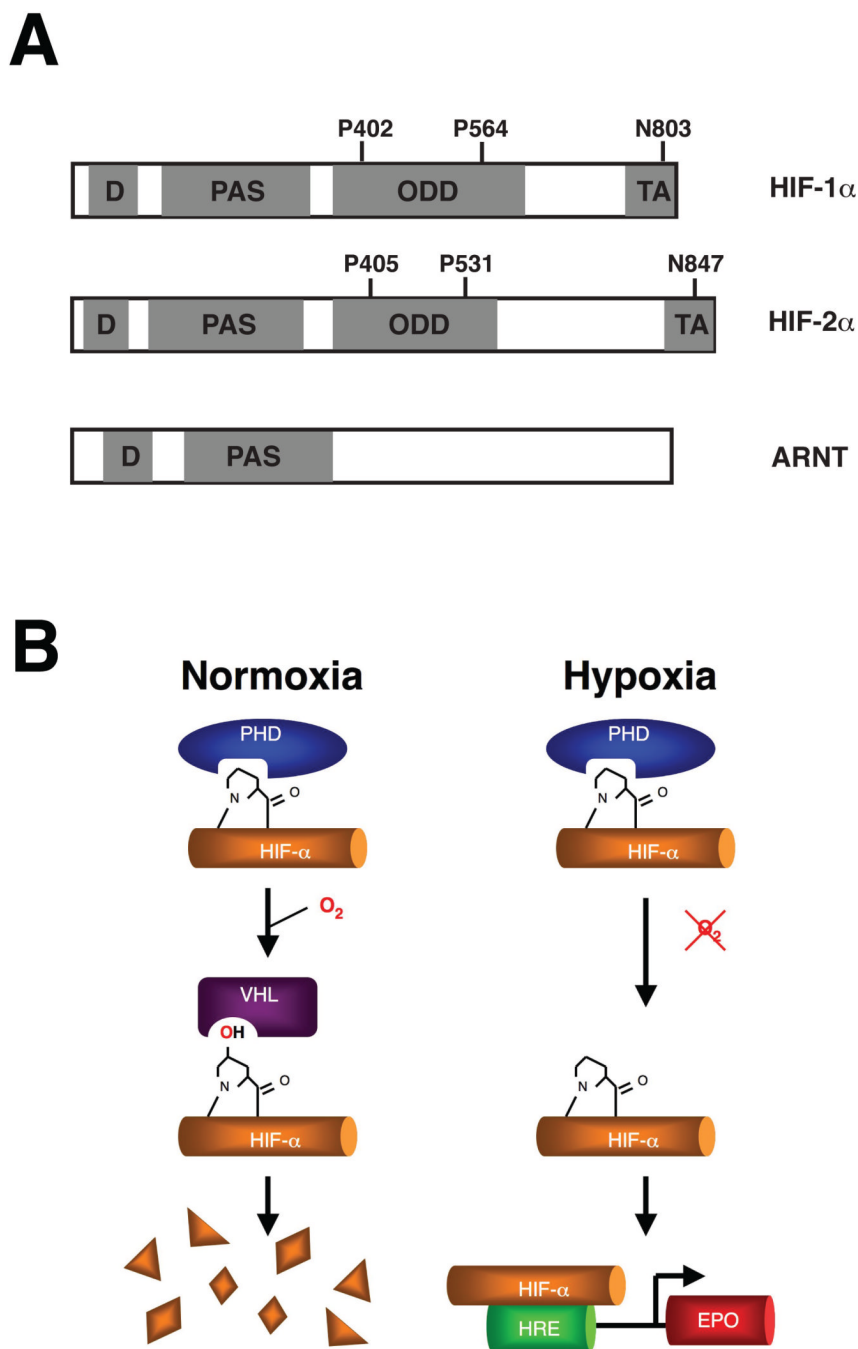 A
P402 P564 N803
D PAS ODD TA HIF-1α
P405 P531 N847
D PAS ODD TA HIF-2α
D PAS ARNT
B
Normoxia Hypoxia
PHD PHD
N O N O
HIF-α HIF-α
O2 O2
VHL
OH
N O N O
HIF-α HIF-α
HIF-α
HRE EPO